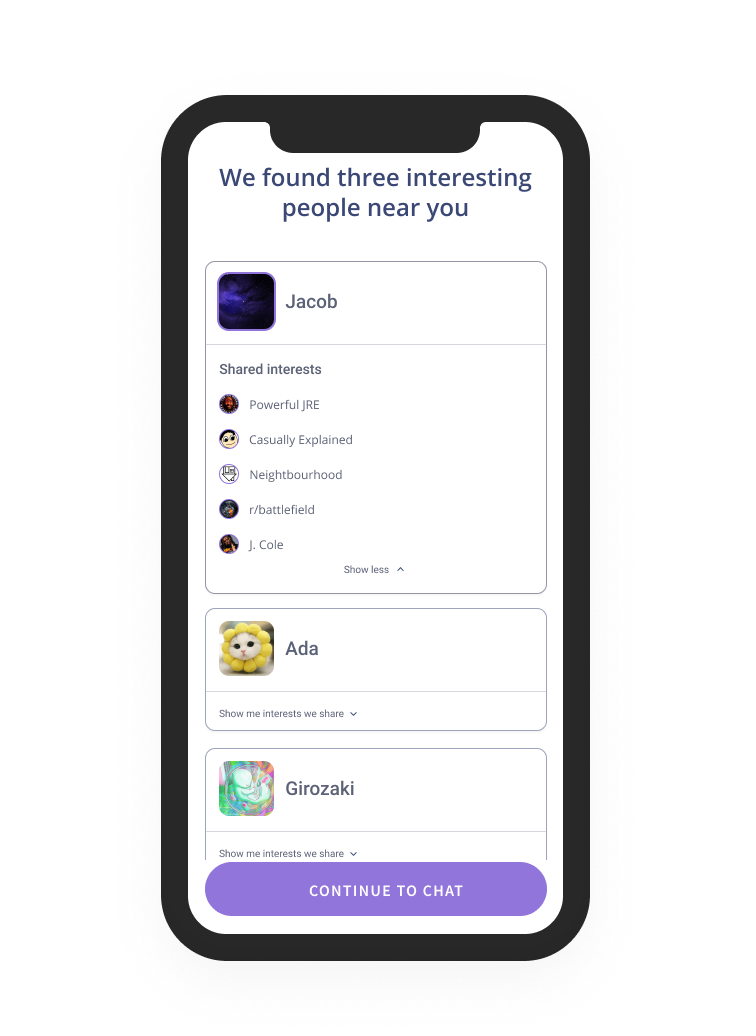 We found three interesting
people near you
Jacob
Shared interests
Powerful JRE
Casually Explained
Neightbourhood
r/battlefield
J. Cole
Show less
Ada
Show me interests we share
Girozaki
Show me interests we share
CONTINUE TO CHAT